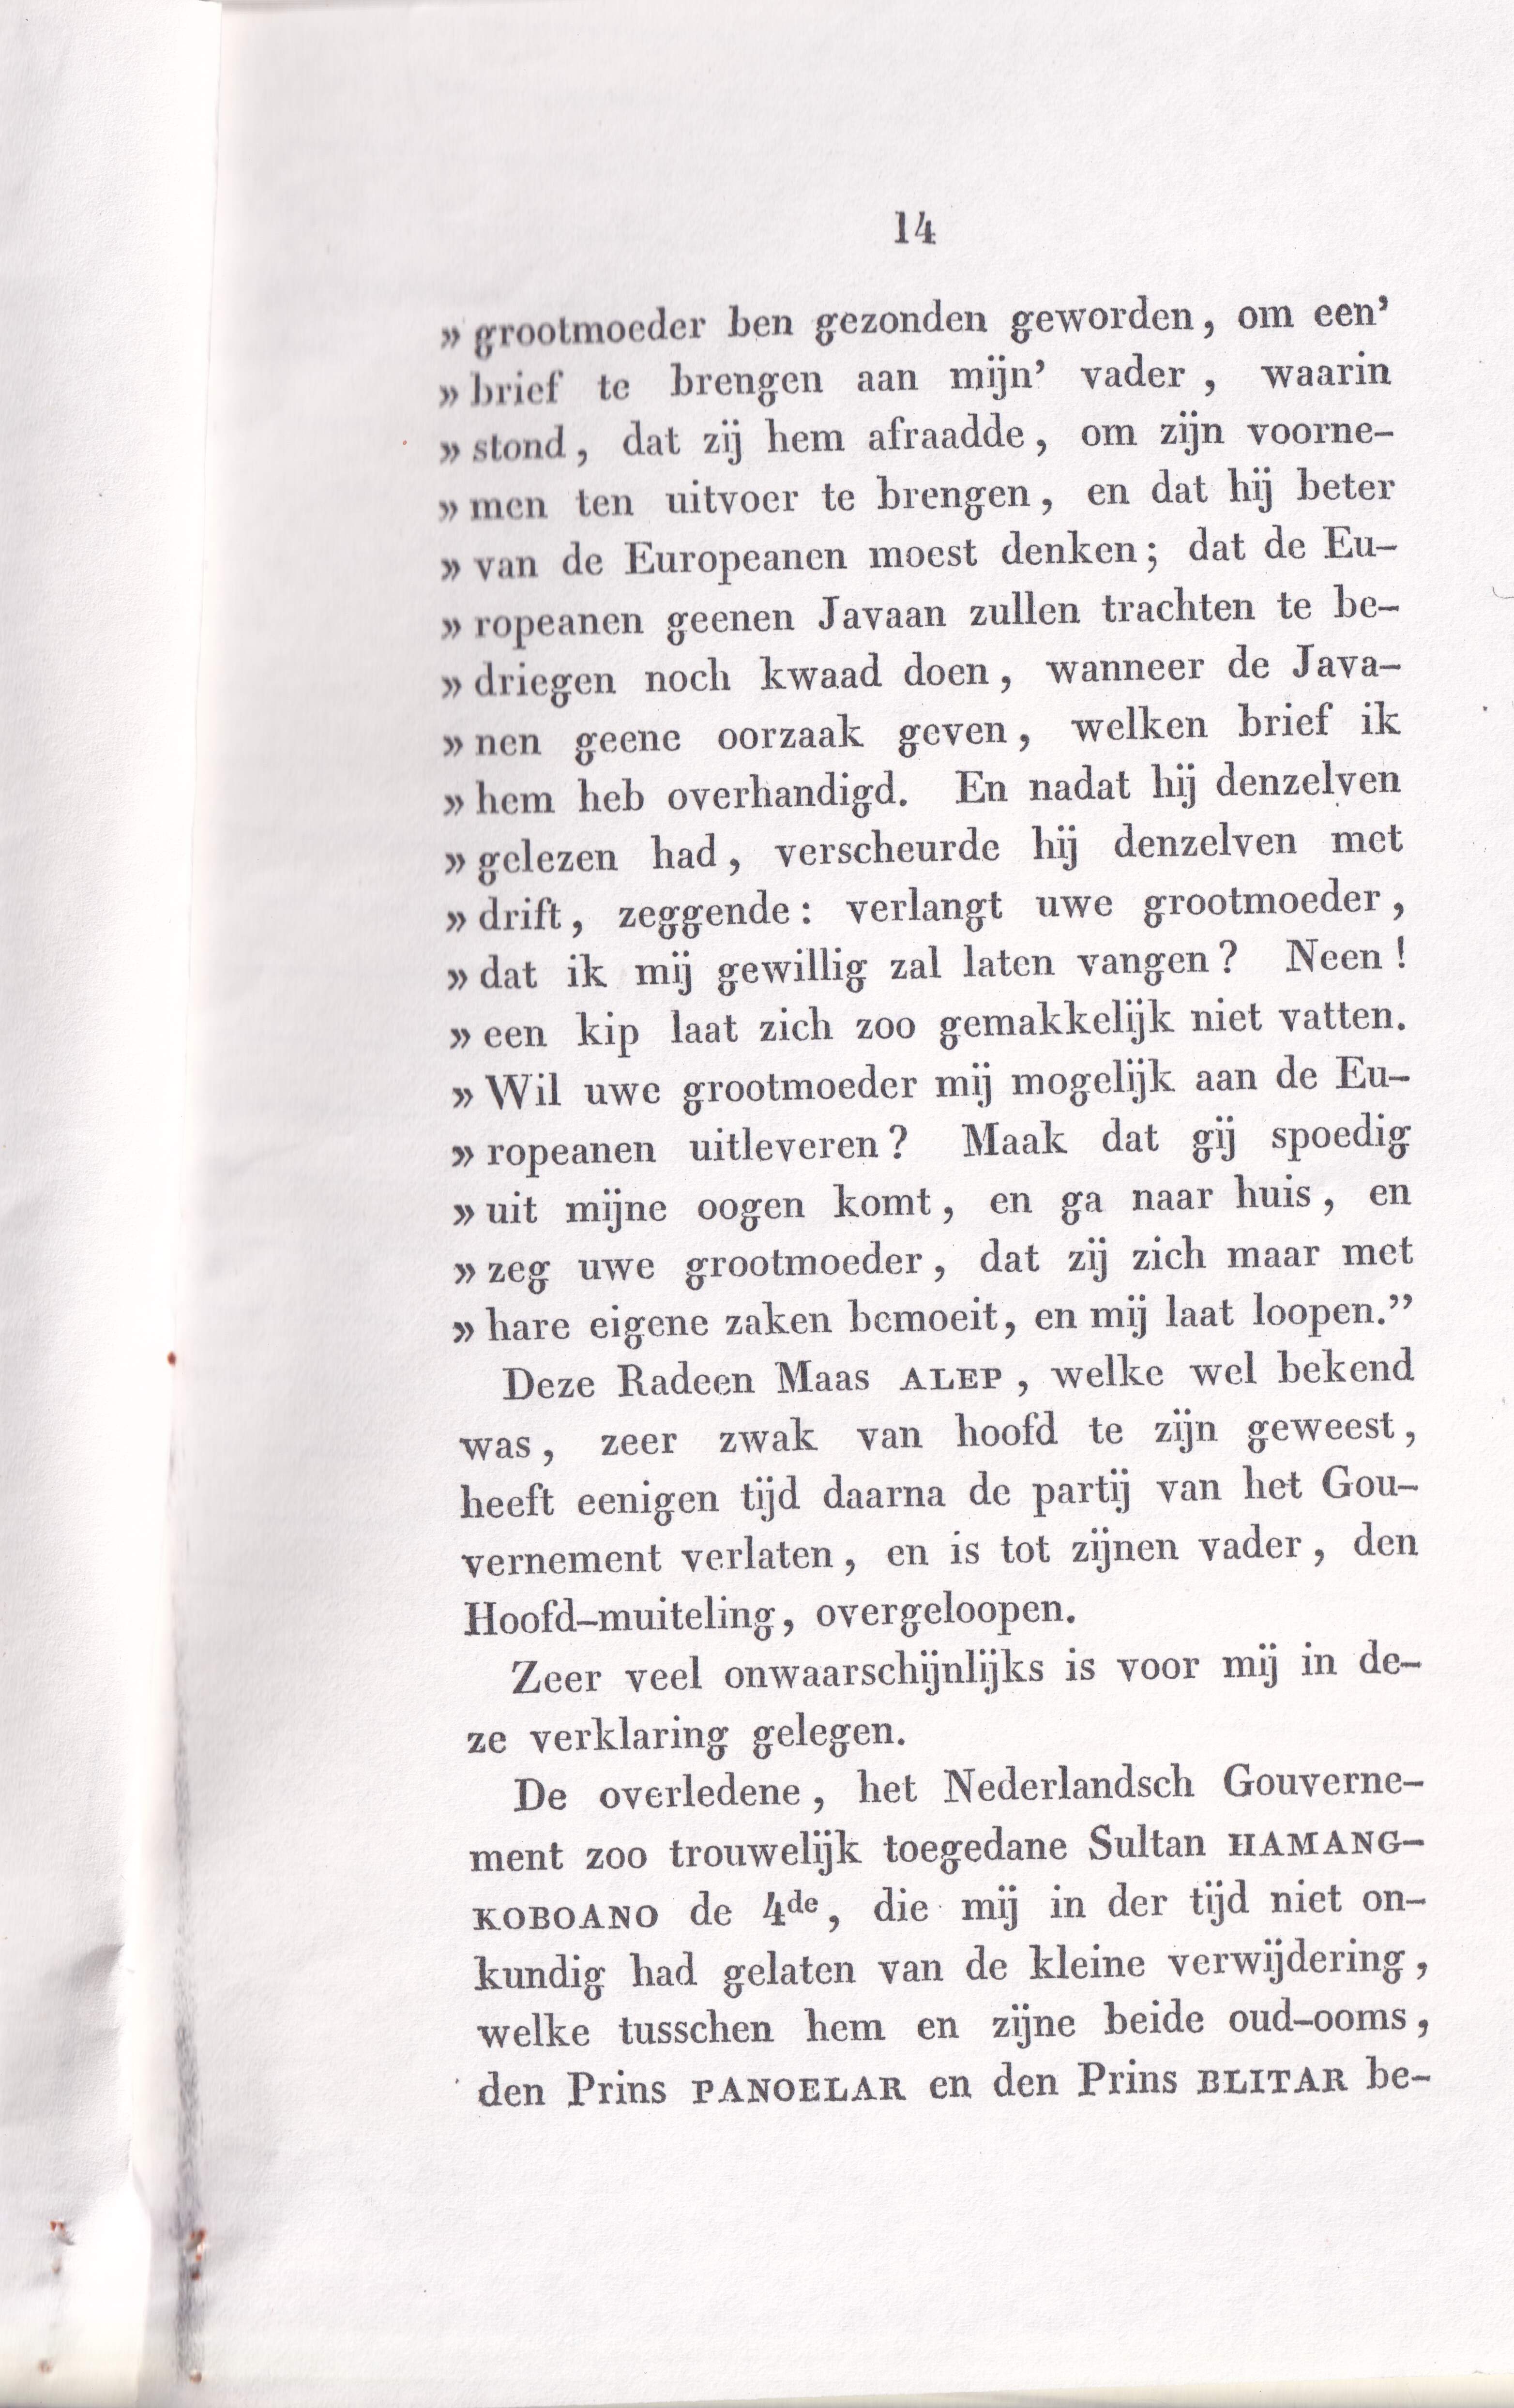 14
» grootmoeder ben gezonden geworden, om een’
» brief te brengen aan mijn’ vader , waarin
» stond, dat zij hem afraadde, om zijn voorne-
» men ten uitvoer te brengen, en dat hij beter
» van de Europeanen moest denken; dat de Eu-
» ropeanen geenen Javaan zullen trachten te be-
» driegen noch kwaad doen, wanneer de Java-
» nen geene oorzaak geven, welken brief ik
» hem heb overhandigd. En nadat hij denzelven
» gelezen had, verscheurde hij denzelven met
» drift, zeggende: verlangt uwe grootmoeder,
» dat ik mij gewillig zal laten vangen? Neen!
» een kip laat zich zoo gemakkelijk niet vatten.
» Wil uwe grootmoeder mij mogelijk aan de Eu-
» ropeanen uitleveren? Maak dat gij spoedig
» uit mijne oogen komt, en ga naar huis, en
» zeg uwe grootmoeder, dat zij zich maar met
» hare eigene zaken bemoeit, en mij laat loopen.”
Deze Radeen Maas ALEP , welke wel bekend
was, zeer zwak van hoofd te zijn geweest,
heeft eenigen tijd daarna de partij van het Gou-
vernement verlaten, en is tot zijnen vader, den
Hoofd-muiteling, overgeloopen.
Zeer veel onwaarschijnlijks is voor mij in de-
ze verklaring gelegen.
De overledene, het Nederlandsch Gouverne-
ment zoo trouwelijk toegedane Sultan HAMANG-
KOBOANO de 4de, die mij in der tijd niet on-
kundig had gelaten van de kleine verwijdering,
welke tusschen hem en zijne beide oud-ooms,
den Prins PANOELAR en den Prins BLITAR be-